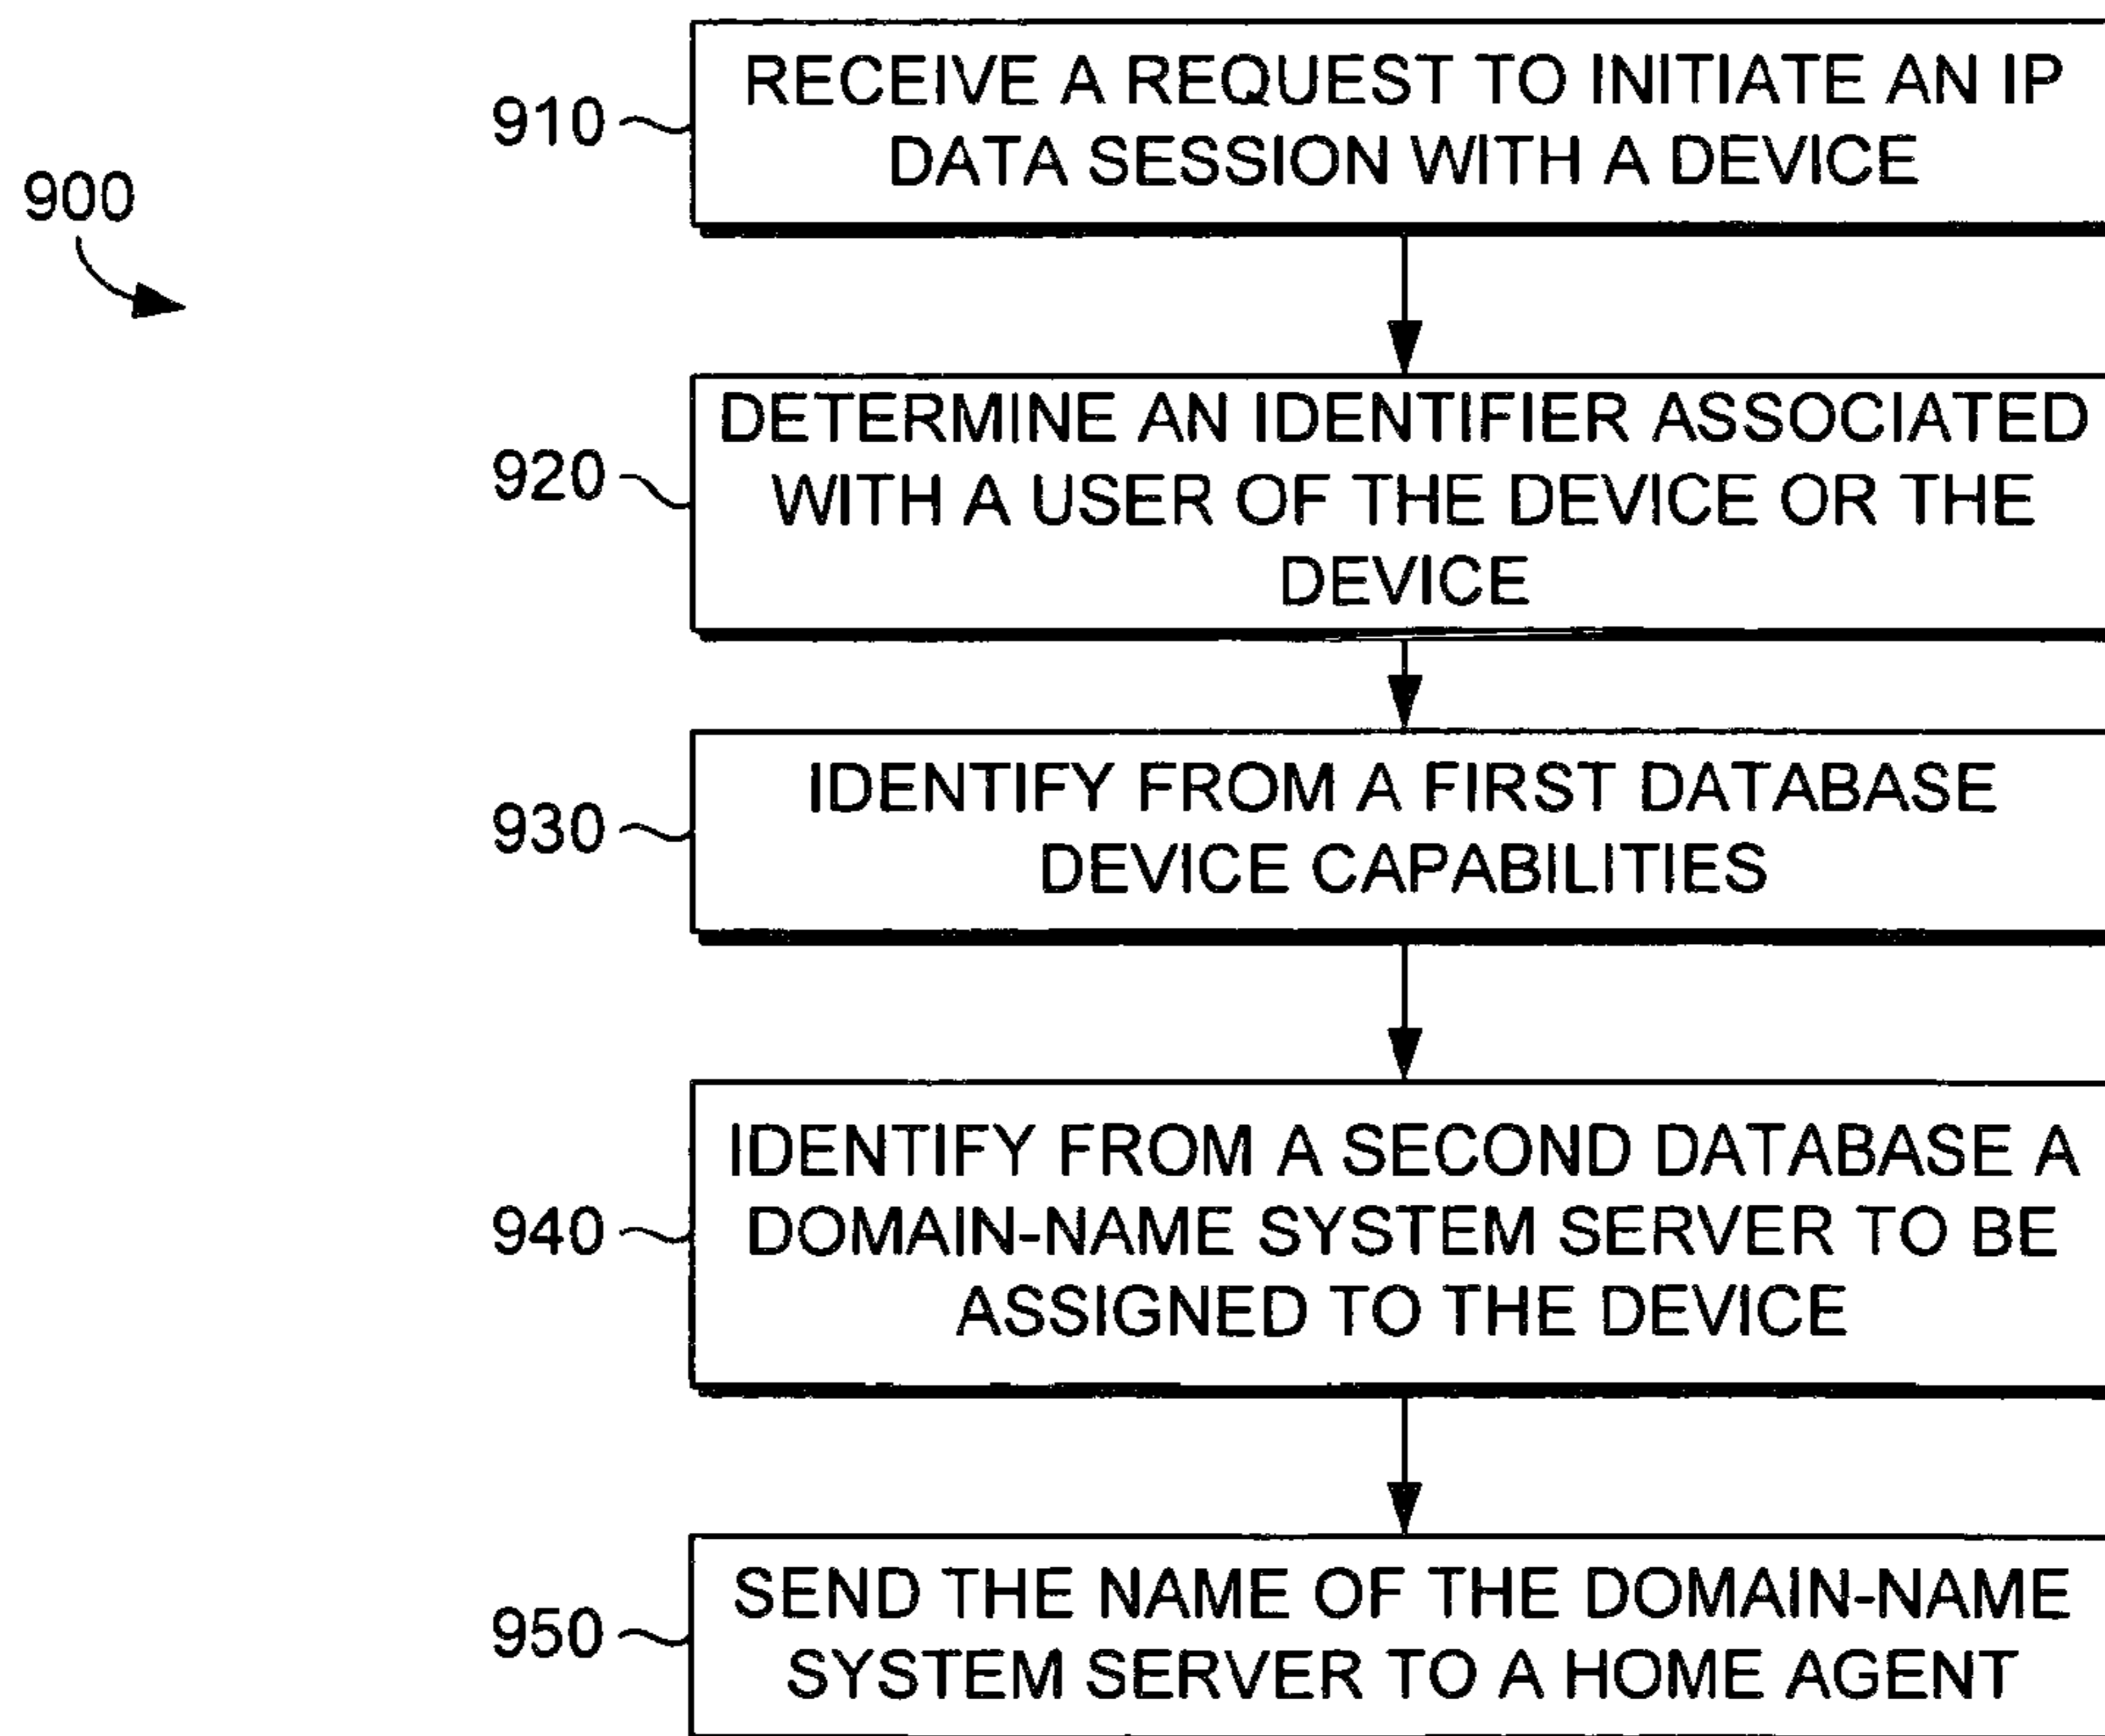 900
910
RECEIVE A REQUEST TO INITIATE AN IP
DATA SESSION WITH A DEVICE
920
DETERMINE AN IDENTIFIER ASSOCIATED
WITH A USER OF THE DEVICE OR THE
DEVICE
930
IDENTIFY FROM A FIRST DATABASE
DEVICE CAPABILITIES
940
IDENTIFY FROM A SECOND DATABASE A
DOMAIN-NAME SYSTEM SERVER TO BE
ASSIGNED TO THE DEVICE
950
SEND THE NAME OF THE DOMAIN-NAME
SYSTEM SERVER TO A HOME AGENT